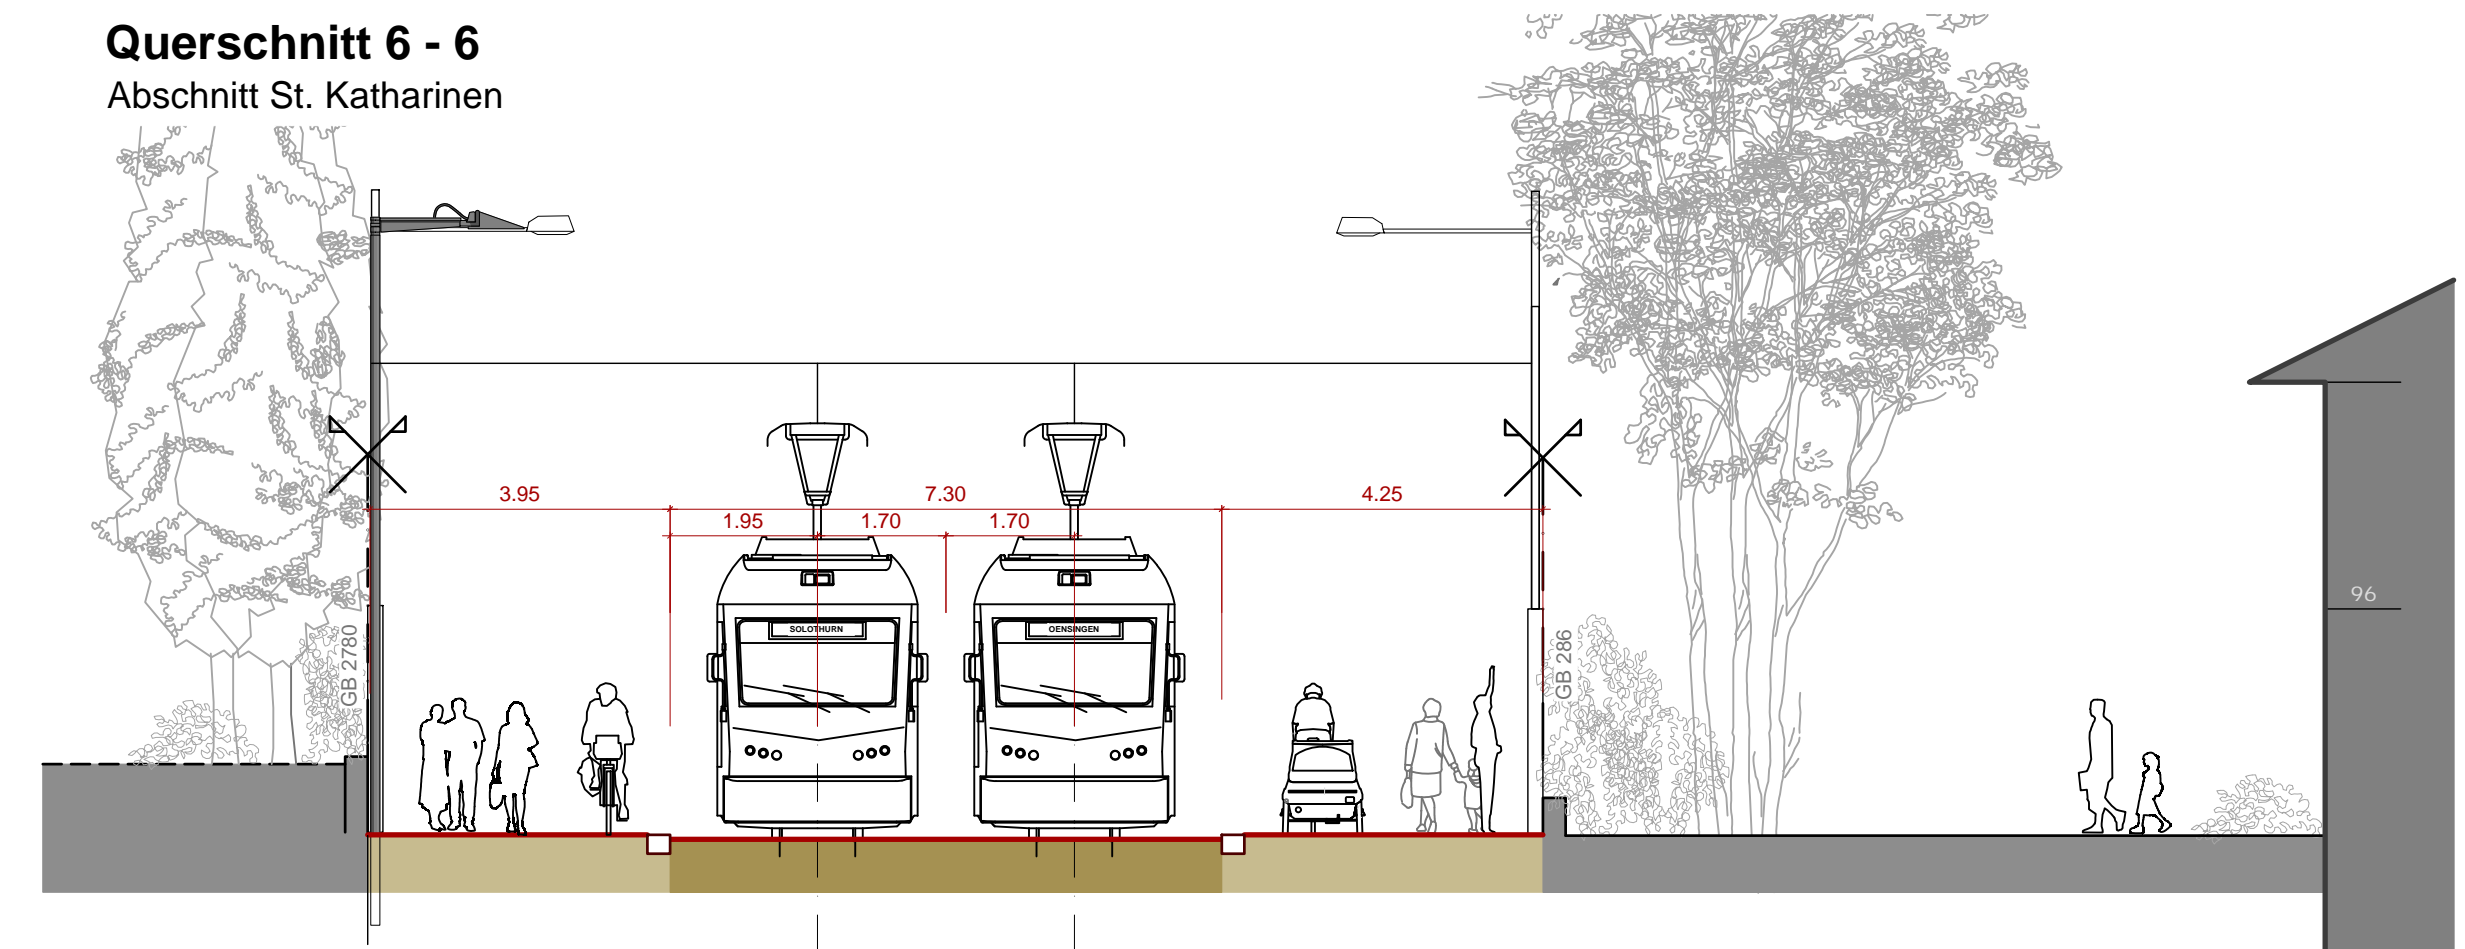 Querschnitt 6 - 6
Abschnitt St. Katharinen
3.95
7.30
4.25
1.95
1.70
1.70
96
SOLOTHURN
OENSINGEN
GB 2780
GB 286